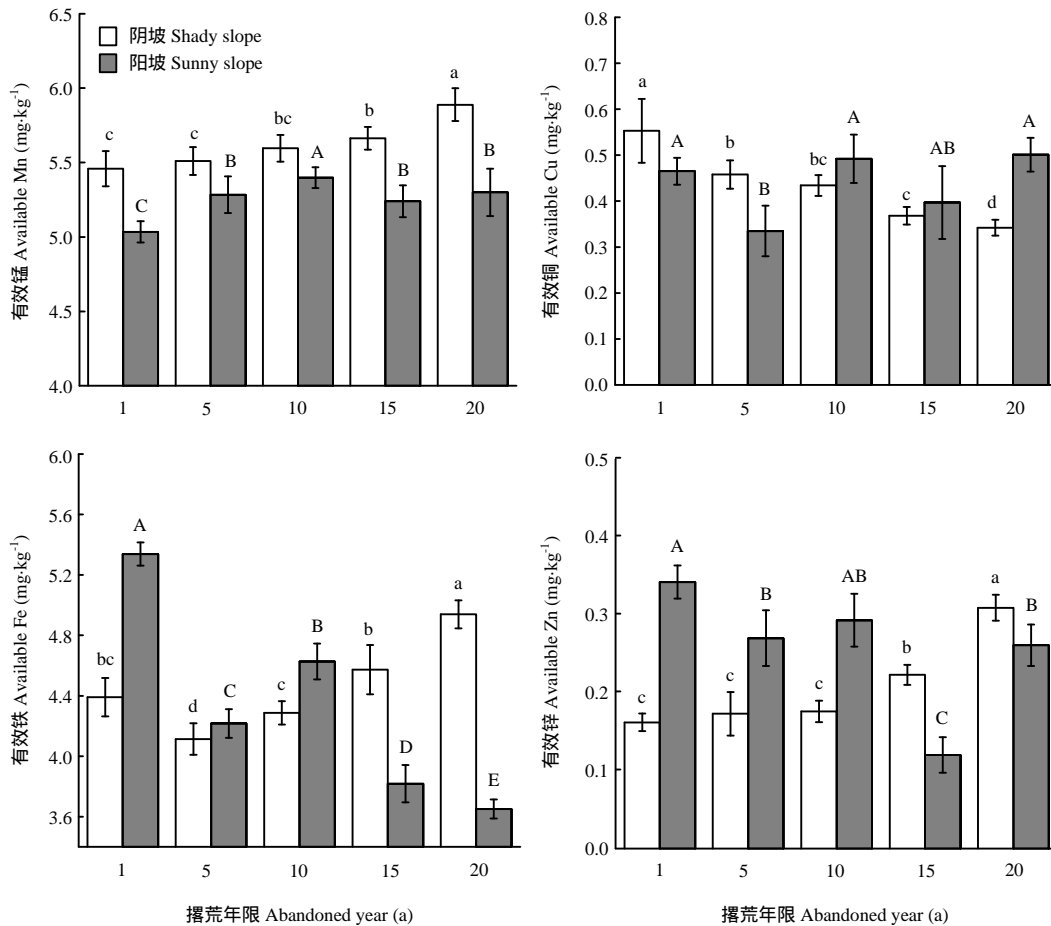 6.5
6.0
5.5
5.0
4.5
4.0
有效锰 Available Mn (mg·kg⁻¹)
阴坡 Shady slope
阳坡 Sunny slope
c
C
c
B
bc
A
b
B
a
B
1
5
10
15
20
0.8
0.7
0.6
0.5
0.4
0.3
0.2
0.1
0.0
有效铜 Available Cu (mg·kg⁻¹)
a
A
b
B
bc
A
c
AB
d
A
1
5
10
15
20
6.0
5.6
5.2
4.8
4.4
4.0
3.6
有效铁 Available Fe (mg·kg⁻¹)
bc
A
d
C
c
B
b
D
a
E
1
5
10
15
20
撂荒年限 Abandoned year (a)
0.5
0.4
0.3
0.2
0.1
0.0
有效锌 Available Zn (mg·kg⁻¹)
c
A
c
B
c
AB
b
C
a
B
1
5
10
15
20
撂荒年限 Abandoned year (a)